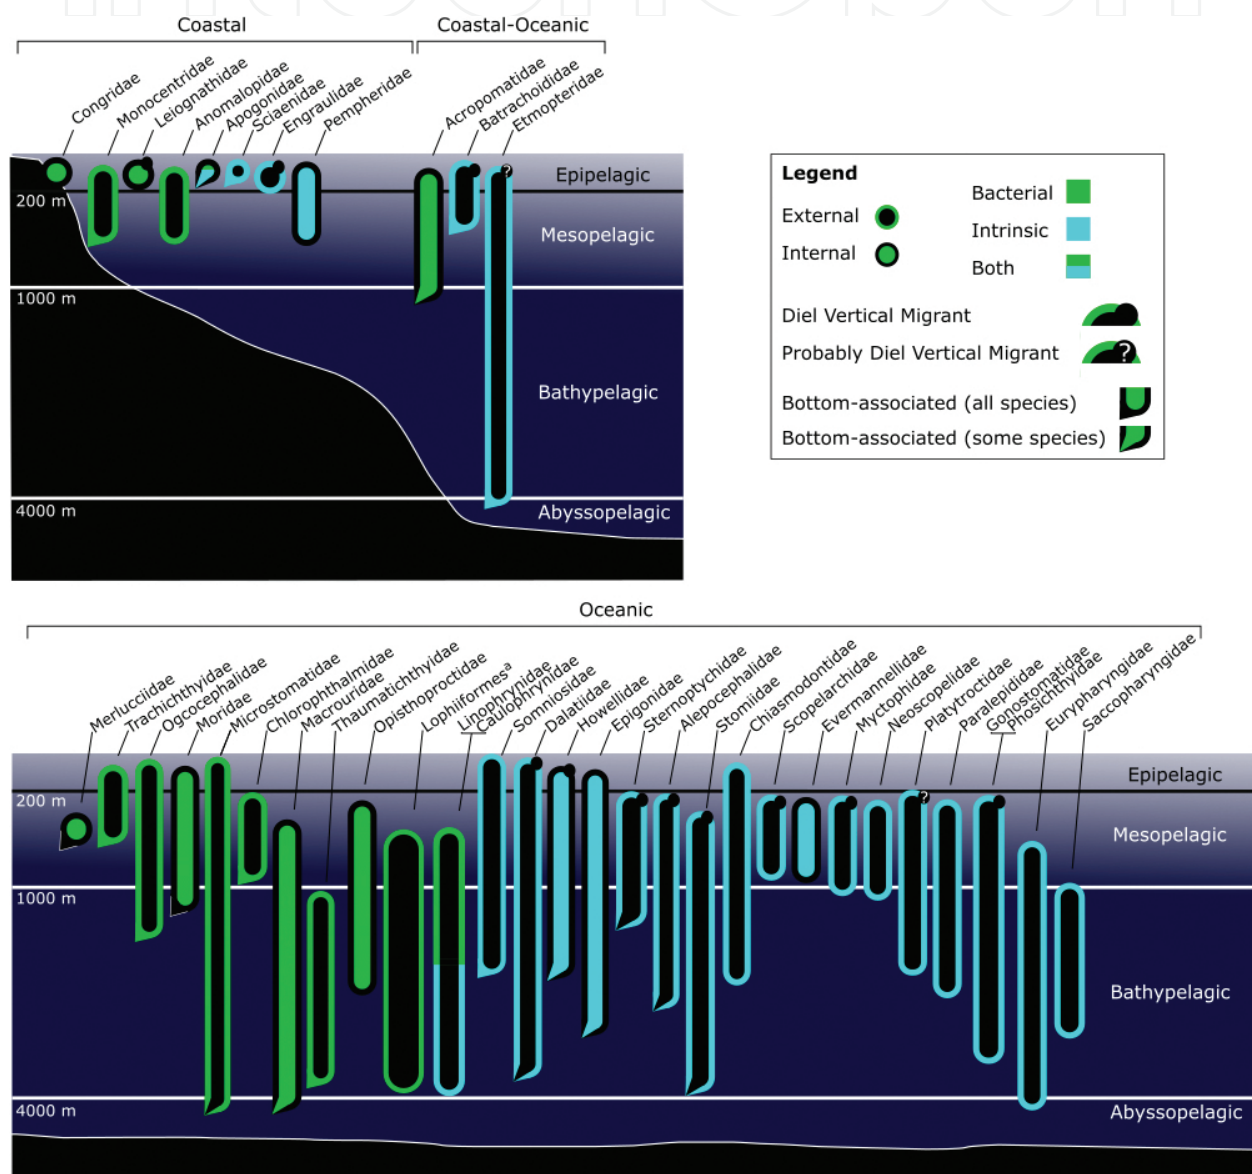 Coastal
Coastal-Oceanic
Congridae
Monocentridae
Leiognathidae
Anomalopidae
Apogonidae
Sciaenidae
Engraulidae
Pempheridae
Acropomatidae
Batrachoididae
Etmopteridae
?
Epipelagic
200 m
Mesopelagic
1000 m
Bathypelagic
4000 m
Abyssopelagic
Legend
External
Internal
Bacterial
Intrinsic
Both
Diel Vertical Migrant
Probably Diel Vertical Migrant
?
Bottom-associated (all species)
Bottom-associated (some species)
Oceanic
Merlucciidae
Trachichthyidae
Ogcocephalidae
Moridae
Microstomatidae
Chlorophthalmidae
Macrouridae
Thaumatichthyidae
Opisthoproctidae
Lophiiformesª
Linophrynidae
Caulophrynidae
Somniosidae
Dalatiidae
Howellidae
Epigonidae
Sternoptychidae
Alepocephalidae
Stomiidae
Chiasmodontidae
Scopelarchidae
Evermannellidae
Myctophidae
Neoscopelidae
Platytroctidae
Paralepididae
Gonostomatidae
Phosichthyidae
Eurypharyngidae
Saccopharyngidae
?
Epipelagic
200 m
Mesopelagic
1000 m
Bathypelagic
4000 m
Abyssopelagic